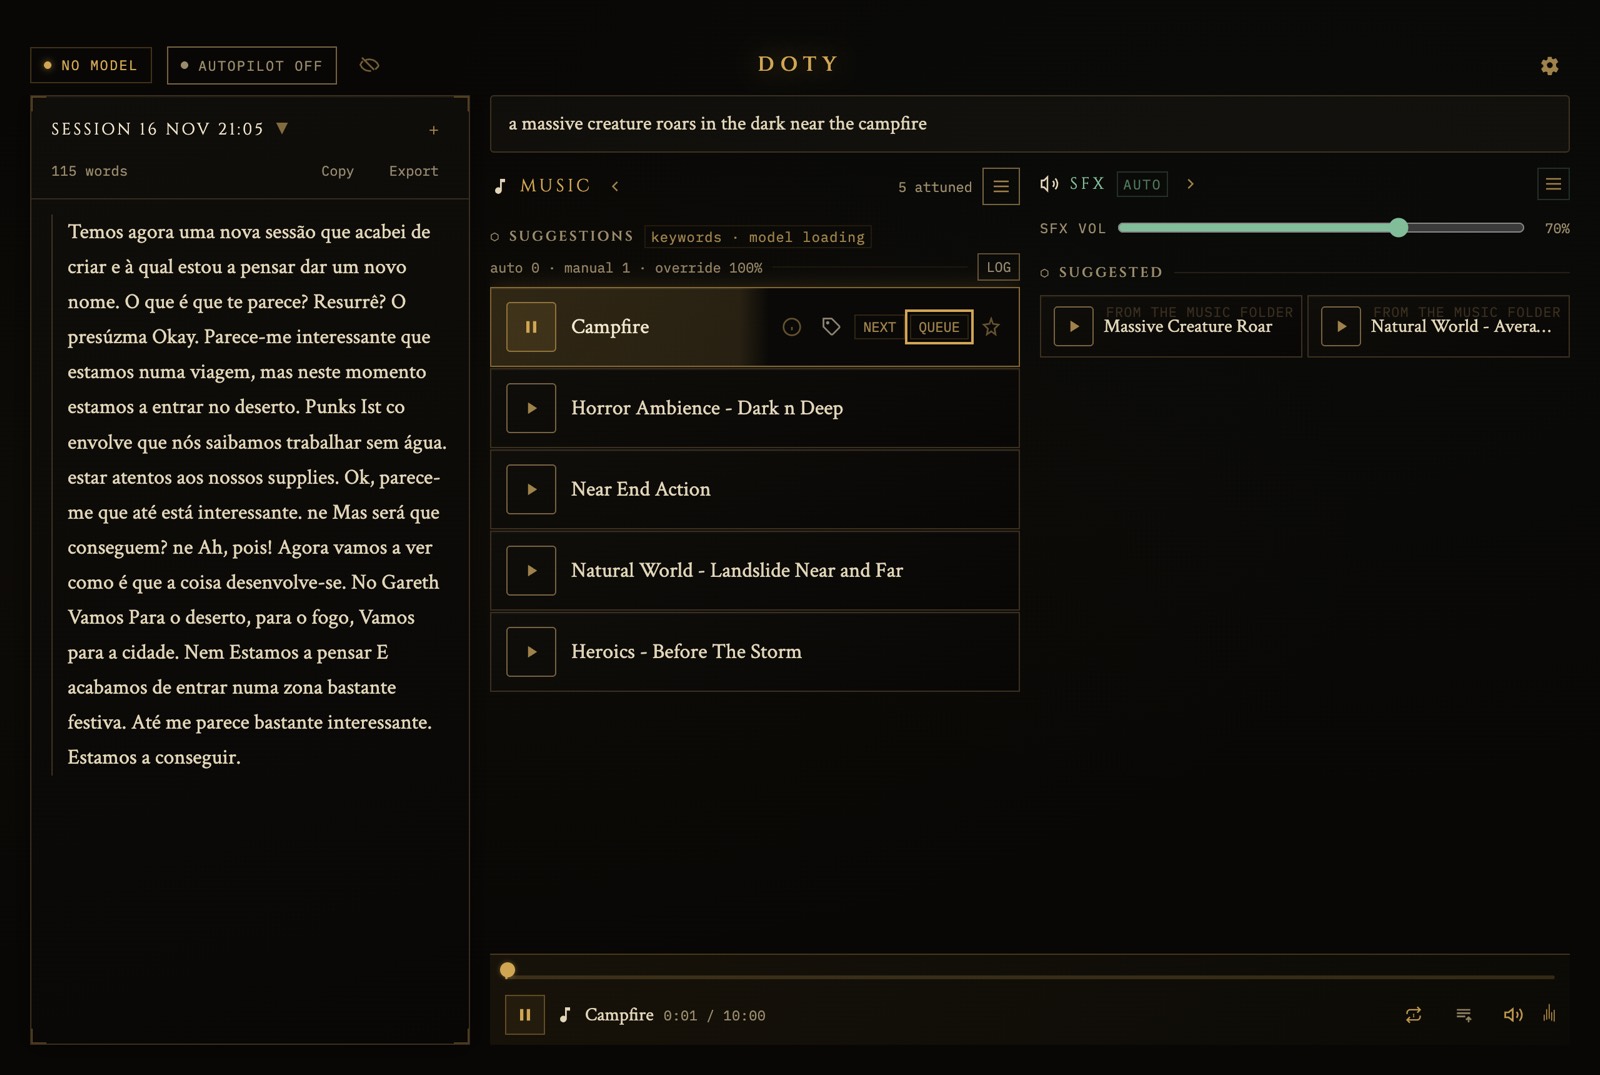 NO MODEL
AUTOPILOT OFF
DOTY
SESSION 16 NOV 21:05
+
115 words
Copy
Export
Temos agora uma nova sessão que acabei de
criar e à qual estou a pensar dar um novo
nome. O que é que te parece? Resurrê? O
presúzma Okay. Parece-me interessante que
estamos numa viagem, mas neste momento
estamos a entrar no deserto. Punks Ist co
envolve que nós saibamos trabalhar sem água.
estar atentos aos nossos supplies. Ok, parece-
me que até está interessante. ne Mas será que
conseguem? ne Ah, pois! Agora vamos a ver
como é que a coisa desenvolve-se. No Gareth
Vamos Para o deserto, para o fogo, Vamos
para a cidade. Nem Estamos a pensar E
acabamos de entrar numa zona bastante
festiva. Até me parece bastante interessante.
Estamos a conseguir.
a massive creature roars in the dark near the campfire
MUSIC
5 attuned
SUGGESTIONS
keywords · model loading
auto 0 · manual 1 · override 100%
LOG
Campfire
NEXT
QUEUE
Horror Ambience - Dark n Deep
Near End Action
Natural World - Landslide Near and Far
Heroics - Before The Storm
SFX
AUTO
SFX VOL
70%
SUGGESTED
FROM THE MUSIC FOLDER
Massive Creature Roar
FROM THE MUSIC FOLDER
Natural World - Avera...
Campfire 0:01 / 10:00